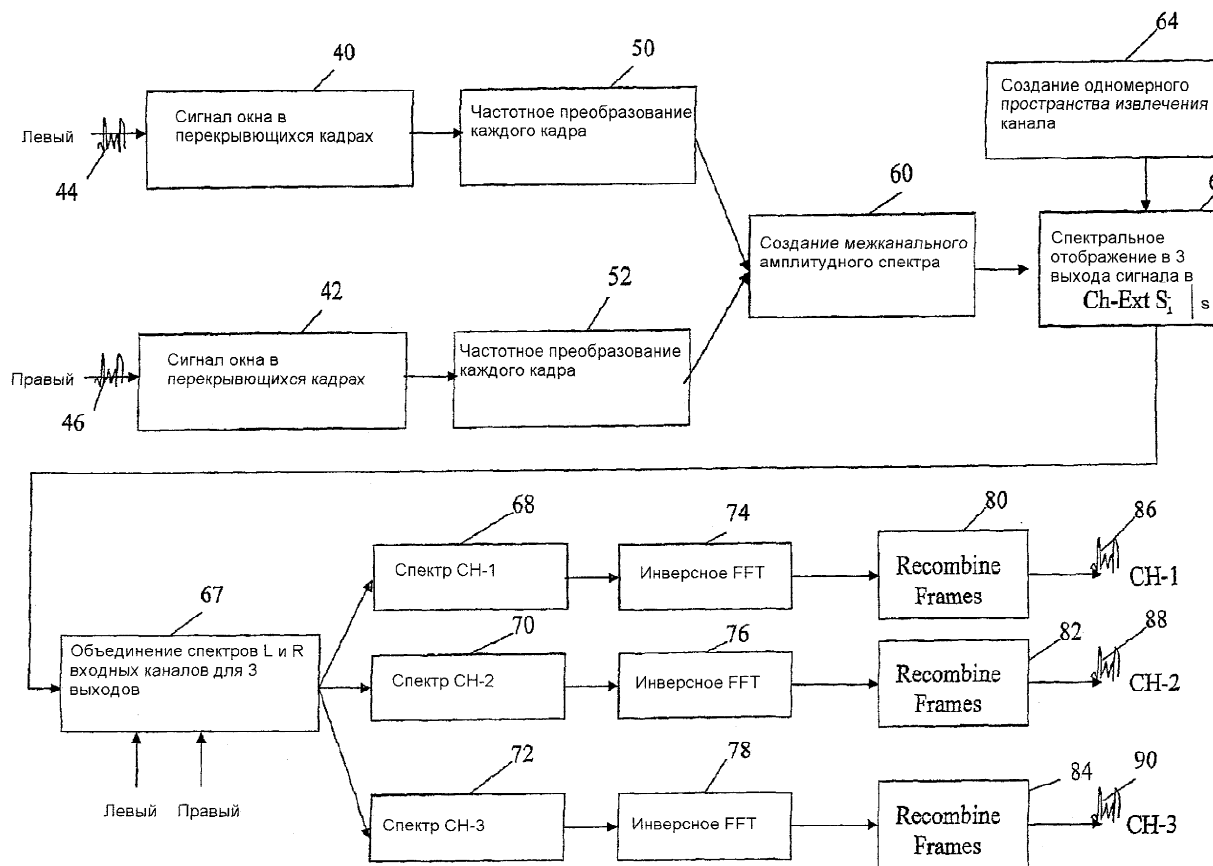 64
40
50
Создание одномерного
пространства извлечения
канала
Сигнал окна в
перекрывющихся кадрах
Частотное преобразование
каждого кадра
Левый
44
60
Спектральное
отображение в 3
выхода сигнала в
Ch-Ext S
s
Создание межканального
амплитудного спектра
42
52
Сигнал окна в
перекрывющихся кадрах
Частотное преобразование
каждого кадра
Правый
46
68
74
80
86
Спектр CH-1
Инверсное FFT
Recombine
Frames
CH-1
67
Объединение спектров L и R
входных каналов для 3
выходов
70
76
82
88
Спектр CH-2
Инверсное FFT
Recombine
Frames
CH-2
Левый
Правый
72
78
84
90
Спектр CH-3
Инверсное FFT
Recombine
Frames
CH-3